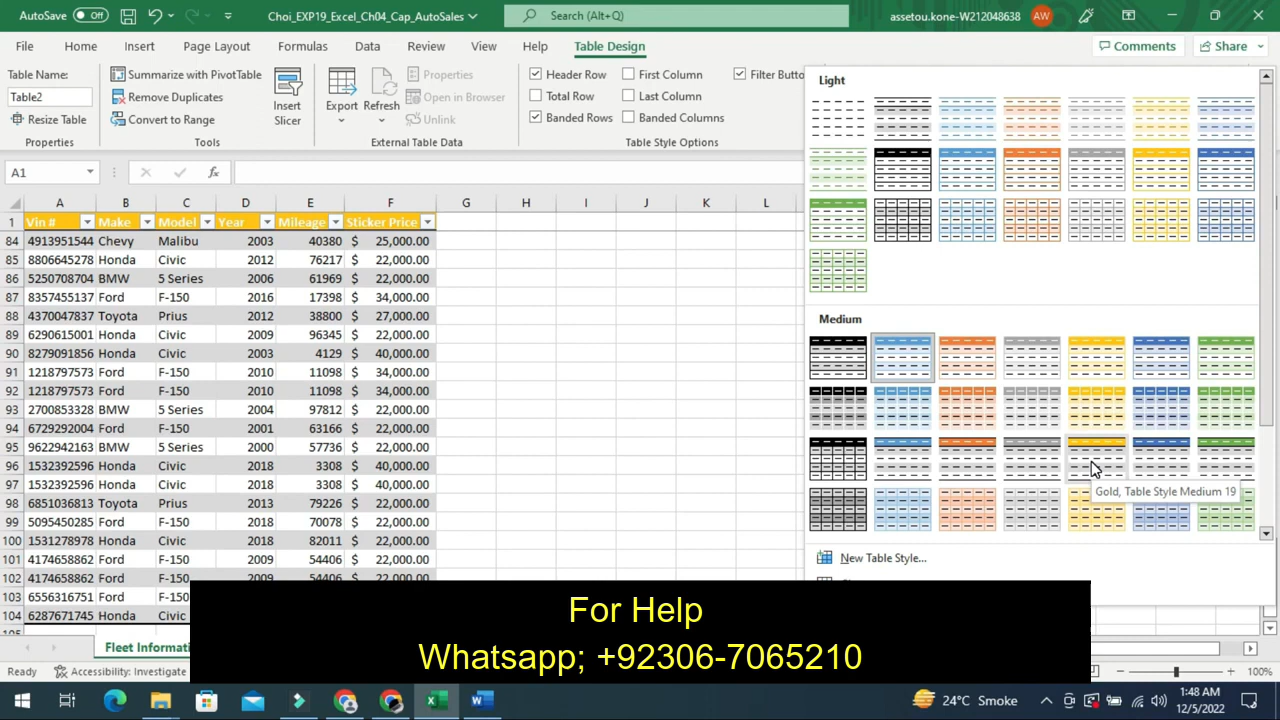 AutoSave Off Choi_EXP19_Excel_Ch04_Cap_AutoSales Search (Alt+Q) assetou.kone-W212048638 AW
File Home Insert Page Layout Formulas Data Review View Help Table Design Comments Share
Table Name:
Table2
Resize Table
Properties
Summarize with PivotTable
Remove Duplicates
Convert to Range
Tools
Insert
Slicer
Export
Refresh
Properties
Open in Browser
Unlink
External Table Data
Header Row First Column Filter Butto
Total Row Last Column
Banded Rows Banded Columns
Table Style Options
Light
Medium
Gold, Table Style Medium 19
New Table Style...
A1 fx
A B C D E F G H I J K L
1 Vin # Make Model Year Mileage Sticker Price
84 4913951544 Chevy Malibu 2003 40380 $ 25,000.00
85 8806645278 Honda Civic 2012 76217 $ 22,000.00
86 5250708704 BMW 5 Series 2006 61969 $ 22,000.00
87 8357455137 Ford F-150 2016 17398 $ 34,000.00
88 4370047837 Toyota Prius 2012 38800 $ 27,000.00
89 6290615001 Honda Civic 2009 96345 $ 22,000.00
90 8279091856 Honda Civic 2003 4129 $ 40,000.00
91 1218797573 Ford F-150 2010 11098 $ 34,000.00
92 1218797573 Ford F-150 2010 11098 $ 34,000.00
93 2700853328 BMW 5 Series 2004 97812 $ 22,000.00
94 6729292004 Ford F-150 2001 63166 $ 22,000.00
95 9622942163 BMW 5 Series 2000 57736 $ 22,000.00
96 1532392596 Honda Civic 2018 3308 $ 40,000.00
97 1532392596 Honda Civic 2018 3308 $ 40,000.00
98 6851036813 Toyota Prius 2013 79226 $ 22,000.00
99 5095450285 Ford F-150 2018 70078 $ 22,000.00
100 1531278978 Honda Civic 2018 82011 $ 22,000.00
101 4174658862 Ford F-150 2009 54406 $ 22,000.00
102 4174658862 Ford F-150 2009 54406 $ 22,000.00
103 6556316751 Ford F-15
104 6287671745 Honda Civic
Fleet Informati
For Help
Whatsapp; +92306-7065210
Ready Accessibility: Investigate 100%
24°C Smoke 1:48 AM
12/5/2022